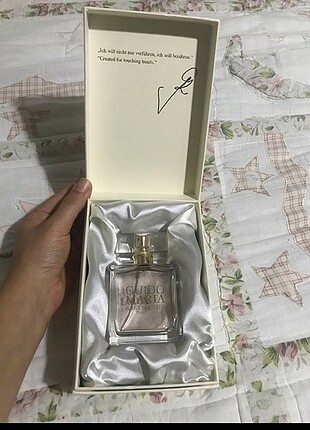 „Ich will nicht nur verführen, ich will berühren.“
"Created for touching hearts."
GUIDO
MARIA